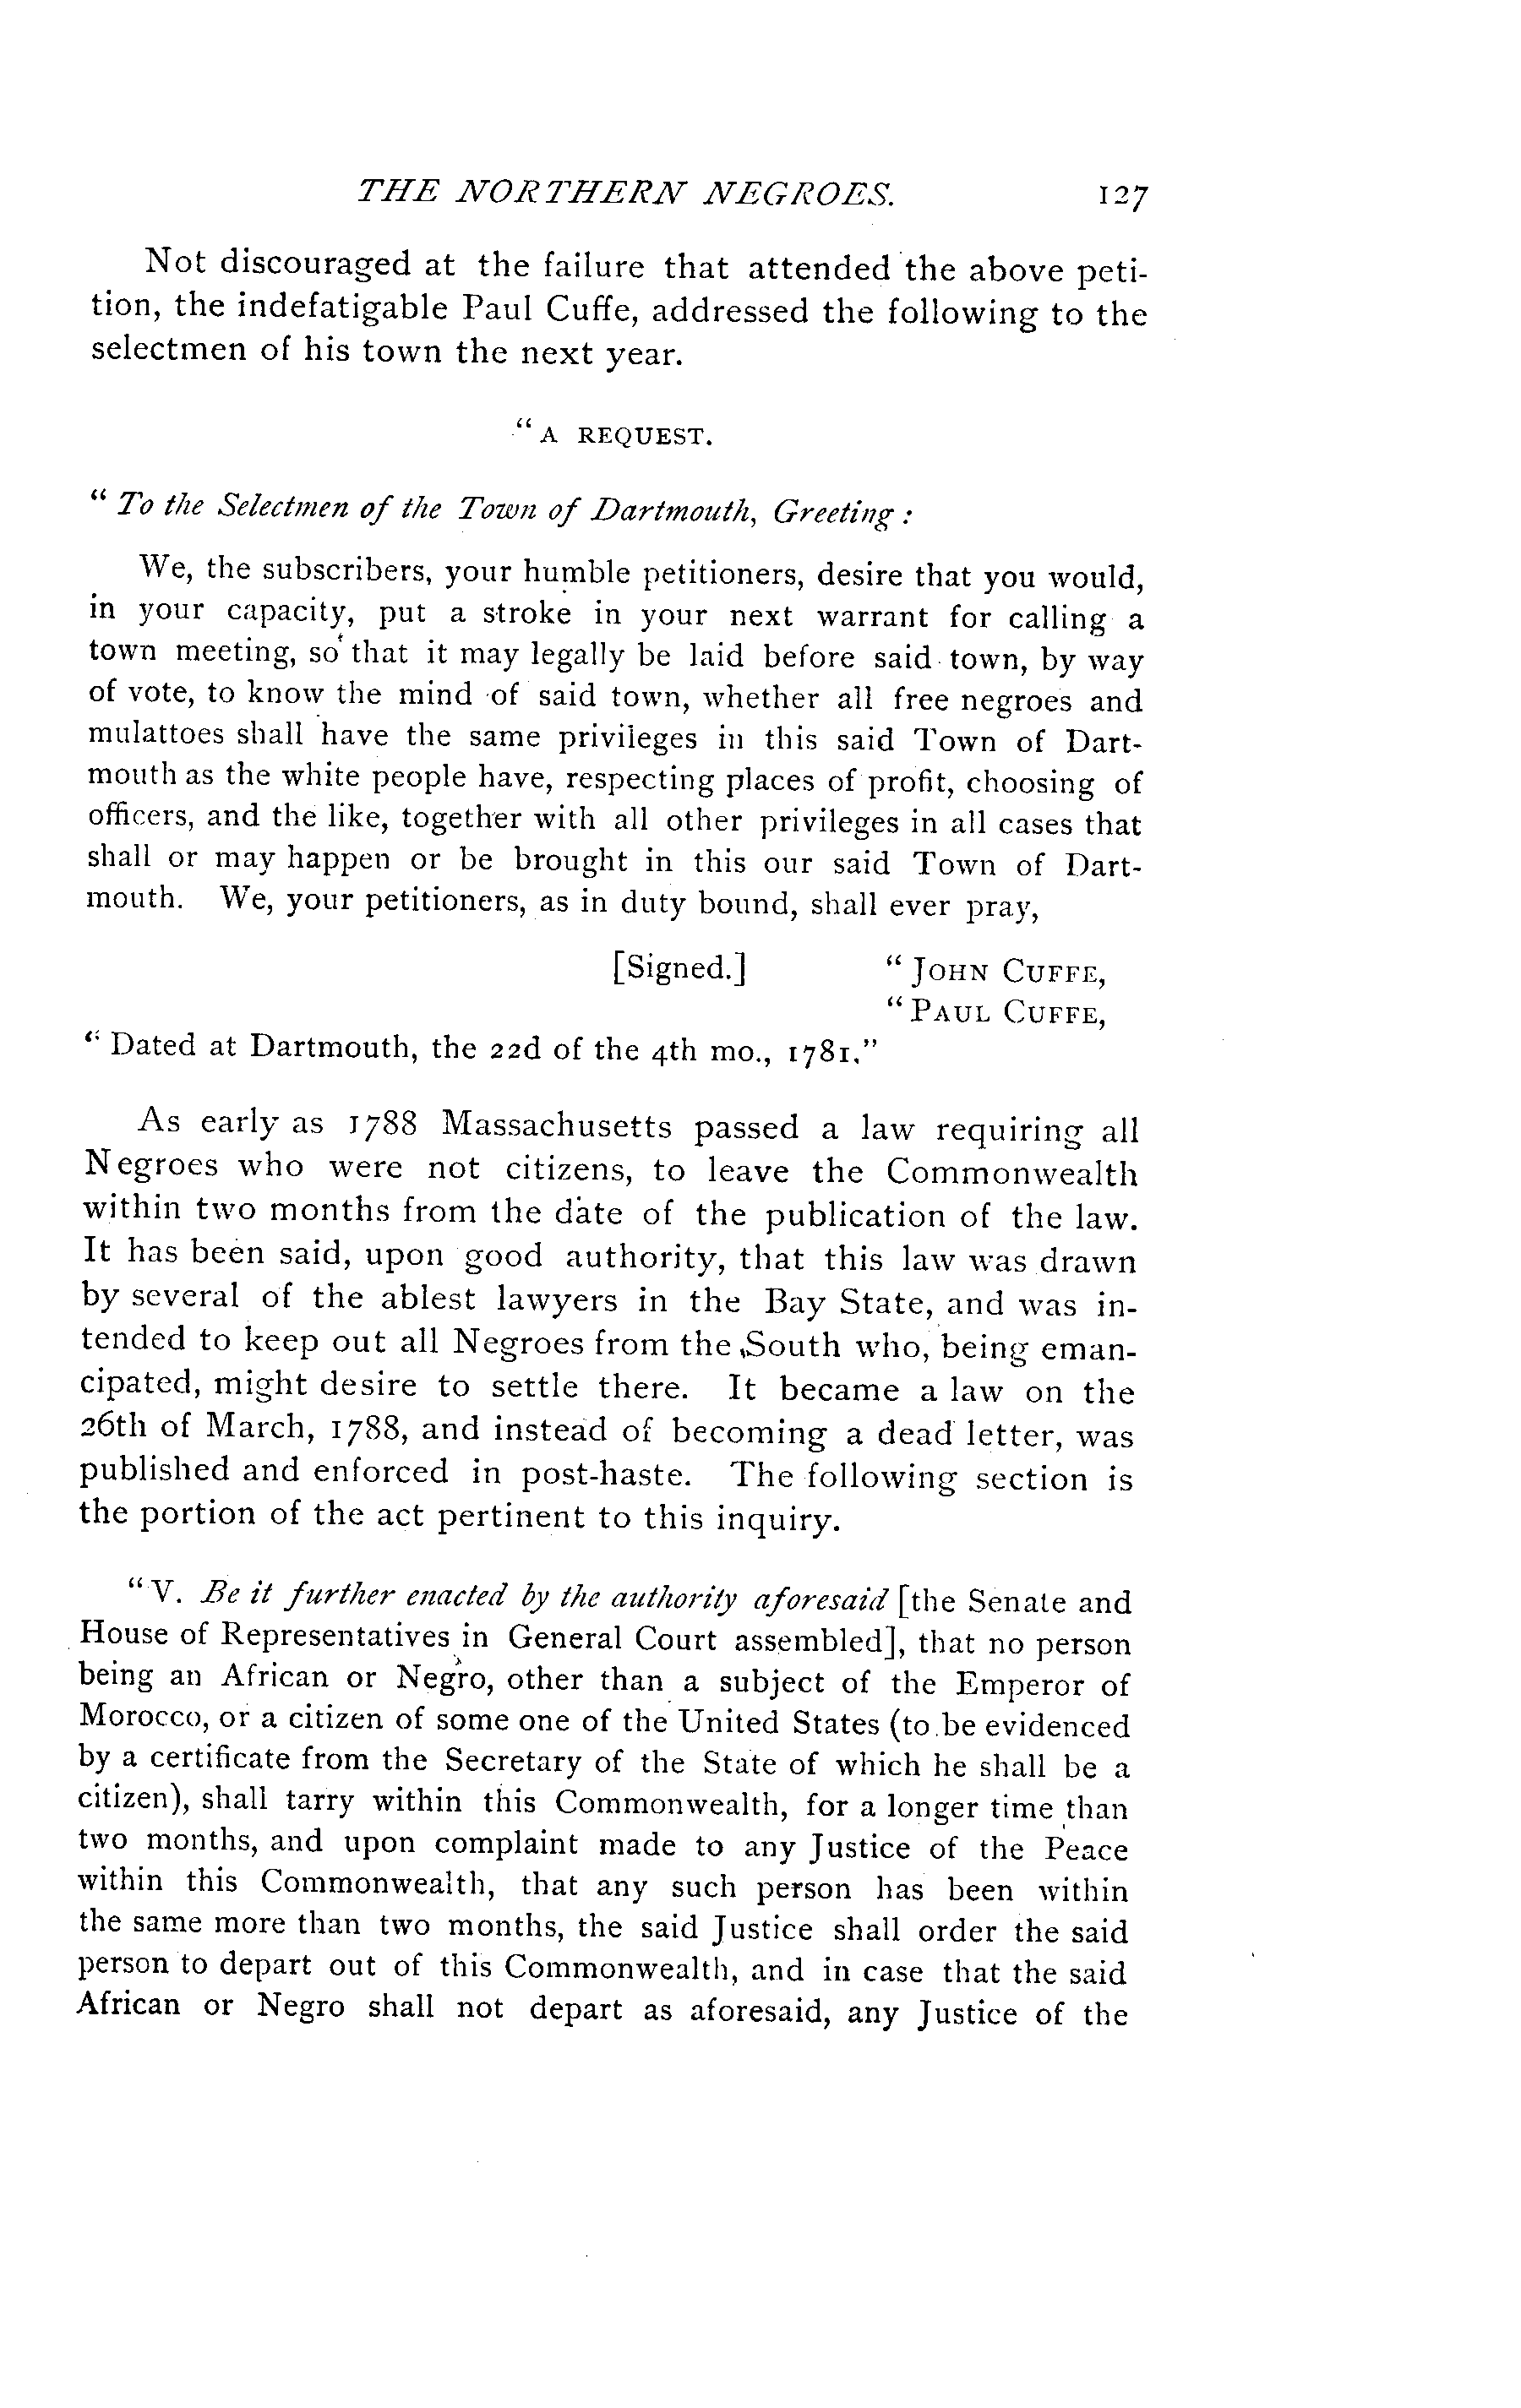 THE NORTHERN NEGROES. 127
Not discouraged at the failure that attended the above peti-
tion, the indefatigable Paul Cuffe, addressed the following to the
selectmen of his town the next year.
"A REQUEST.
"To the Selectmen of the Town of Dartmouth, Greeting:
We, the subscribers, your humble petitioners, desire that you would,
in your capacity, put a stroke in your next warrant for calling a
town meeting, so that it may legally be laid before said town, by way
of vote, to know the mind of said town, whether all free negroes and
mulattoes shall have the same privileges in this said Town of Dart-
mouth as the white people have, respecting places of profit, choosing of
officers, and the like, together with all other privileges in all cases that
shall or may happen or be brought in this our said Town of Dart-
mouth. We, your petitioners, as in duty bound, shall ever pray,
[Signed.] "JOHN CUFFE,
"PAUL CUFFE,
"Dated at Dartmouth, the 22d of the 4th mo., 1781."
As early as 1788 Massachusetts passed a law requiring all
Negroes who were not citizens, to leave the Commonwealth
within two months from the date of the publication of the law.
It has been said, upon good authority, that this law was drawn
by several of the ablest lawyers in the Bay State, and was in-
tended to keep out all Negroes from the South who, being eman-
cipated, might desire to settle there. It became a law on the
26th of March, 1788, and instead of becoming a dead letter, was
published and enforced in post-haste. The following section is
the portion of the act pertinent to this inquiry.
"V. Be it further enacted by the authority aforesaid [the Senate and
House of Representatives in General Court assembled], that no person
being an African or Negro, other than a subject of the Emperor of
Morocco, or a citizen of some one of the United States (to be evidenced
by a certificate from the Secretary of the State of which he shall be a
citizen), shall tarry within this Commonwealth, for a longer time than
two months, and upon complaint made to any Justice of the Peace
within this Commonwealth, that any such person has been within
the same more than two months, the said Justice shall order the said
person to depart out of this Commonwealth, and in case that the said
African or Negro shall not depart as aforesaid, any Justice of the